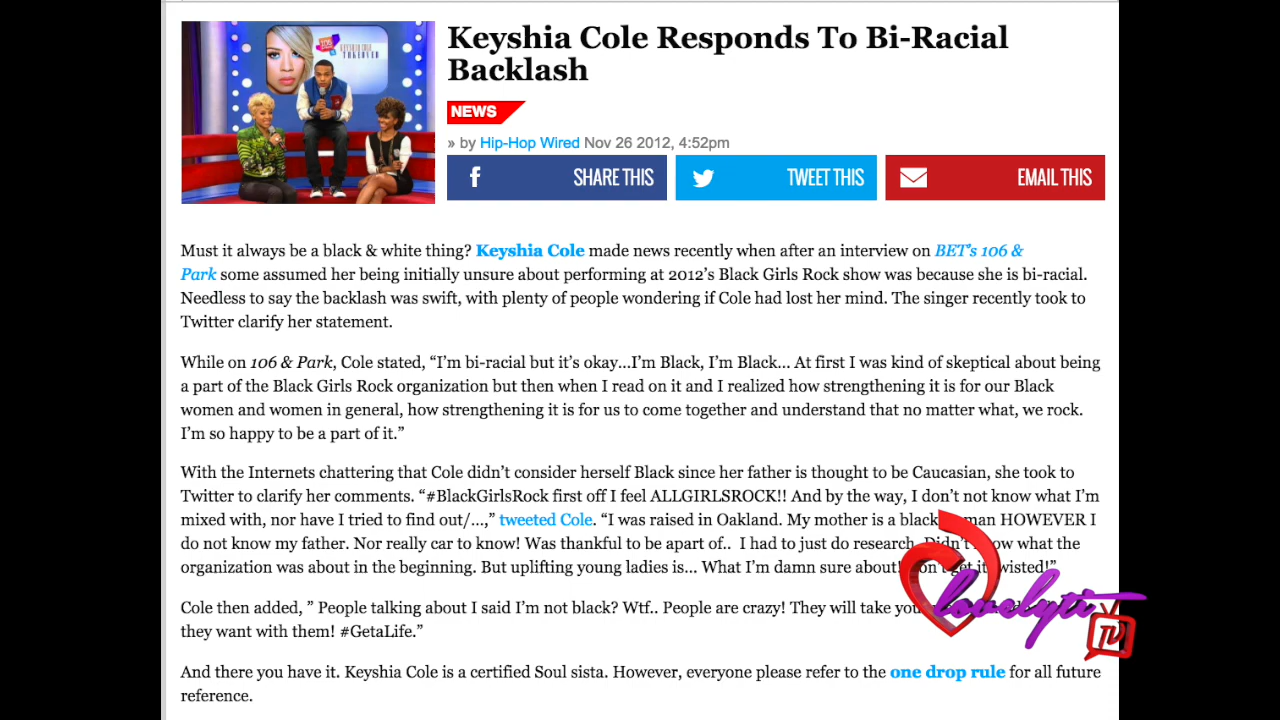 Keyshia Cole Responds To Bi-Racial
Backlash
NEWS
» by Hip-Hop Wired Nov 26 2012, 4:52pm
SHARE THIS TWEET THIS EMAIL THIS
Must it always be a black & white thing? Keyshia Cole made news recently when after an interview on BET's 106 &
Park some assumed her being initially unsure about performing at 2012's Black Girls Rock show was because she is bi-racial.
Needless to say the backlash was swift, with plenty of people wondering if Cole had lost her mind. The singer recently took to
Twitter clarify her statement.
While on 106 & Park, Cole stated, “I'm bi-racial but it's okay…I'm Black, I'm Black… At first I was kind of skeptical about being
a part of the Black Girls Rock organization but then when I read on it and I realized how strengthening it is for our Black
women and women in general, how strengthening it is for us to come together and understand that no matter what, we rock.
I'm so happy to be a part of it.”
With the Internets chattering that Cole didn't consider herself Black since her father is thought to be Caucasian, she took to
Twitter to clarify her comments. “#BlackGirlsRock first off I feel ALLGIRLSROCK!! And by the way, I don't not know what I'm
mixed with, nor have I tried to find out/…,” tweeted Cole. “I was raised in Oakland. My mother is a black HOWEVER I
do not know my father. Nor really car to know! Was thankful to be apart of.. I had to just do research. what the
organization was about in the beginning. But uplifting young ladies is… What I'm damn sure about! get it
Cole then added, ” People talking about I said I'm not black? Wtf.. People are crazy! They will take
they want with them! #GetaLife.”
lovelyti
TV
And there you have it. Keyshia Cole is a certified Soul sista. However, everyone please refer to the one drop rule for all future
reference.